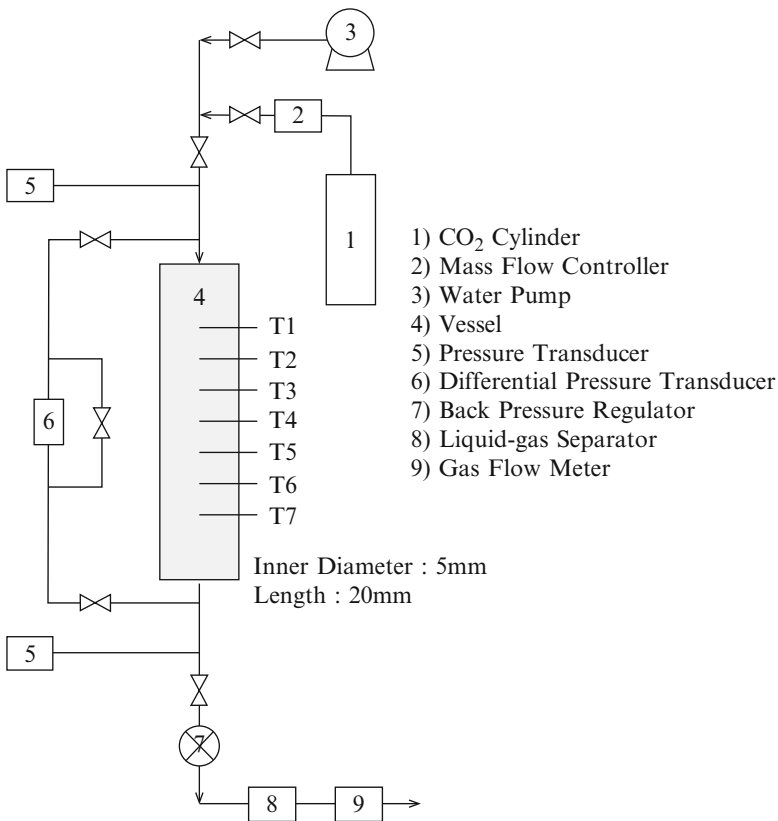 3
2
5
1
4
T1
T2
T3
T4
T5
T6
T7
6
1) CO₂ Cylinder
2) Mass Flow Controller
3) Water Pump
4) Vessel
5) Pressure Transducer
6) Differential Pressure Transducer
7) Back Pressure Regulator
8) Liquid-gas Separator
9) Gas Flow Meter
Inner Diameter : 5mm
Length : 20mm
5
7
8
9